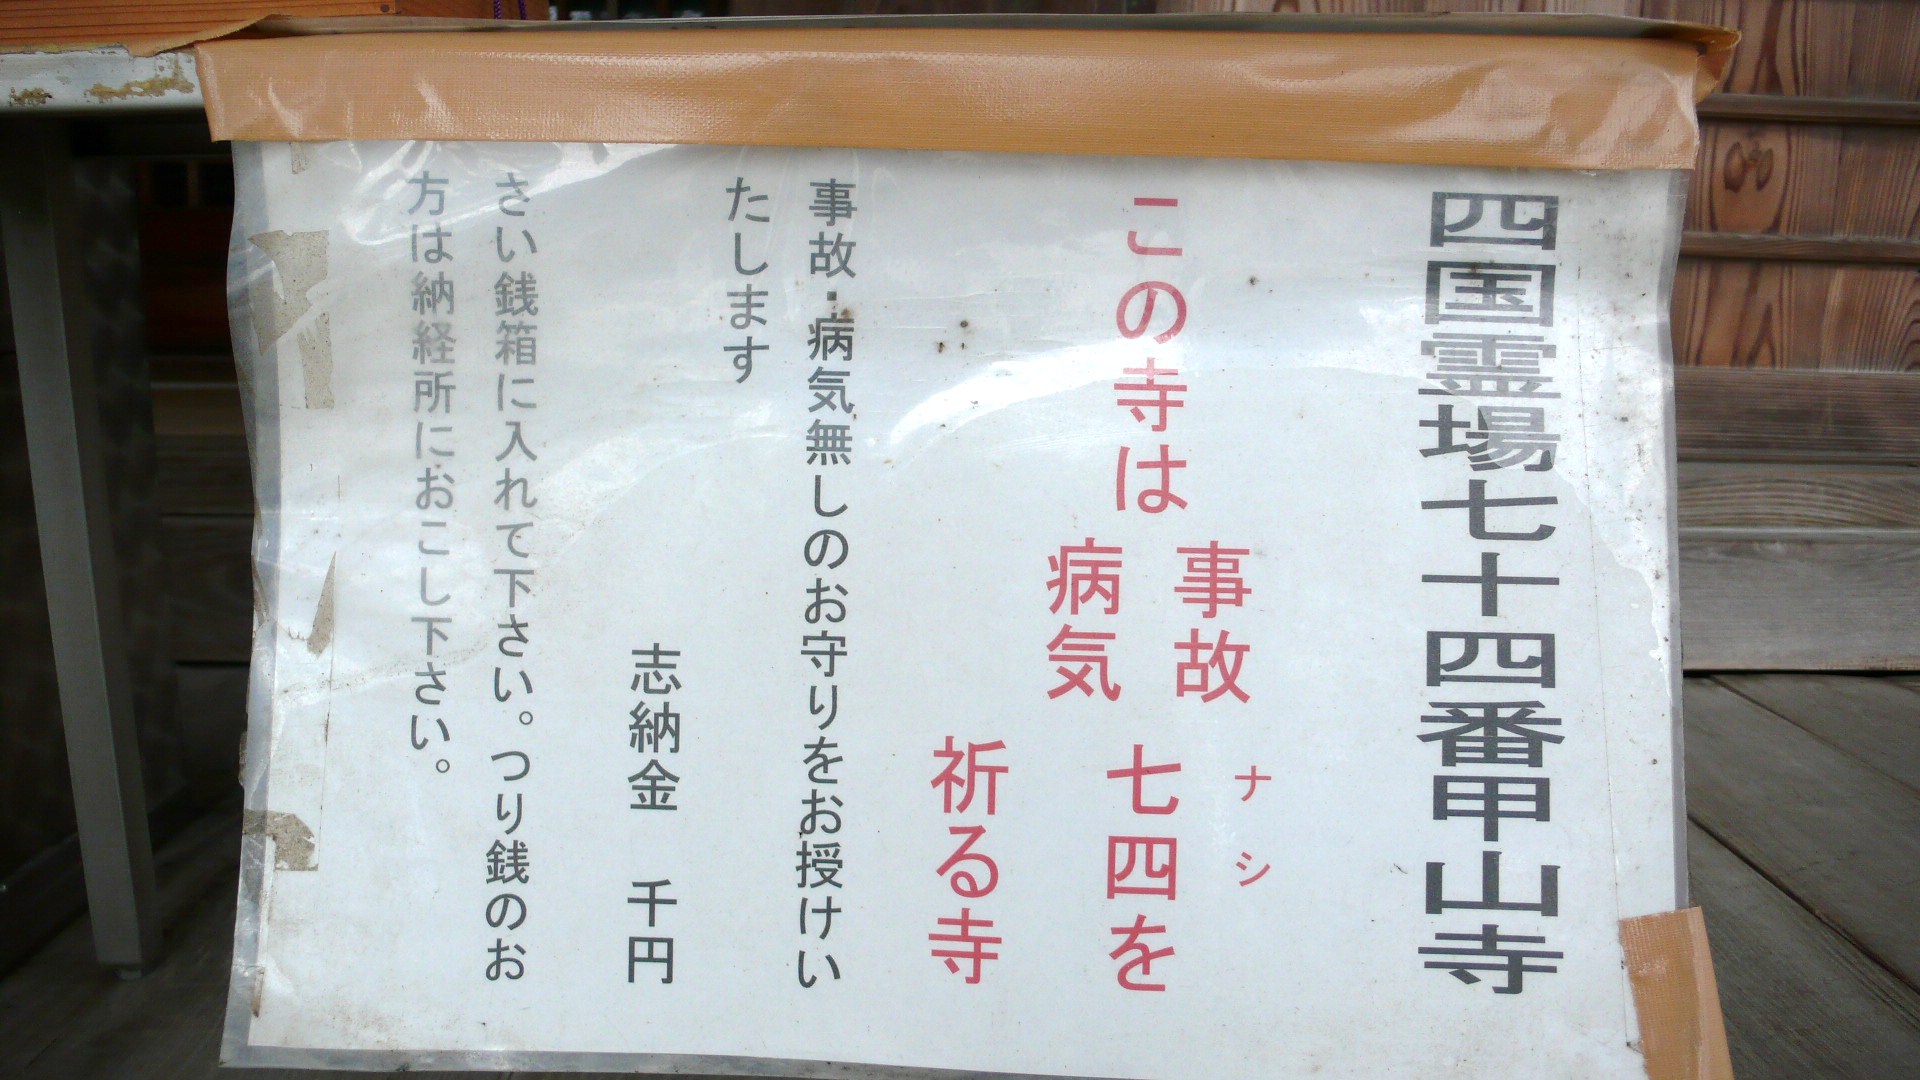 四国霊場七十四番甲山寺
ナシ
この寺は 事故 病気 七四を
祈る寺
事故・病気無しのお守りをお授けい
たします
志納金 千円
さい銭箱に入れて下さい。つり銭のお
方は納経所におこし下さい。